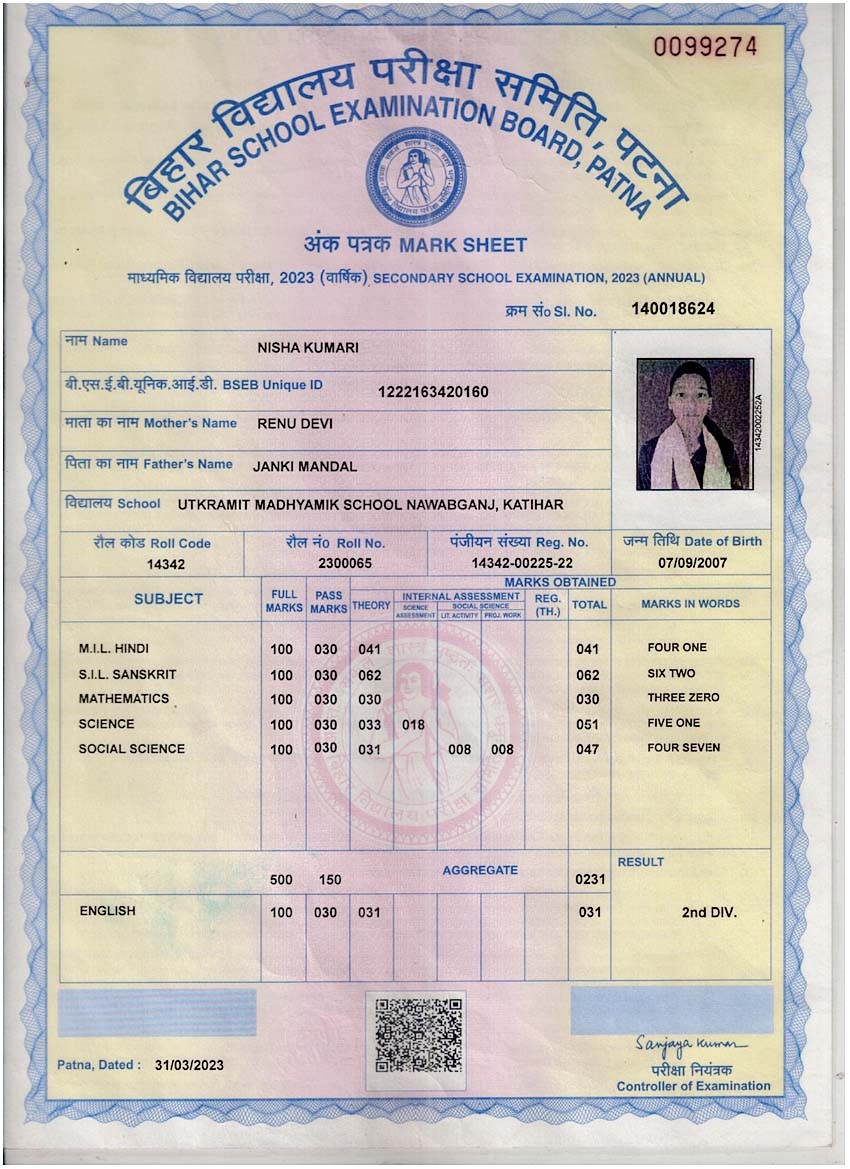 0099274
बिहार विद्यालय परीक्षा समिति, पटना
BIHAR SCHOOL EXAMINATION BOARD, PATNA
अंक पत्रक MARK SHEET
माध्यमिक विद्यालय परीक्षा, 2023 (वार्षिक) SECONDARY SCHOOL EXAMINATION, 2023 (ANNUAL)
क्रम सं० Sl. No. 140018624
नाम Name NISHA KUMARI
बी.एस.ई.बी.यूनिक.आई.डी. BSEB Unique ID 1222163420160
माता का नाम Mother's Name RENU DEVI
पिता का नाम Father's Name JANKI MANDAL
विद्यालय School UTKRAMIT MADHYAMIK SCHOOL NAWABGANJ, KATIHAR
14342002252A
रौल कोड Roll Code रौल नं० Roll No. पंजीयन संख्या Reg. No. जन्म तिथि Date of Birth
14342 2300065 14342-00225-22 07/09/2007
MARKS OBTAINED
SUBJECT FULL MARKS PASS MARKS THEORY INTERNAL ASSESSMENT REG. (TH.) TOTAL MARKS IN WORDS
SCIENCE ASSESSMENT SOCIAL SCIENCE
LIT. ACTIVITY PROJ. WORK
M.I.L. HINDI 100 030 041 041 FOUR ONE
S.I.L. SANSKRIT 100 030 062 062 SIX TWO
MATHEMATICS 100 030 030 030 THREE ZERO
SCIENCE 100 030 033 018 051 FIVE ONE
SOCIAL SCIENCE 100 030 031 008 008 047 FOUR SEVEN
500 150 AGGREGATE 0231 RESULT
ENGLISH 100 030 031 031 2nd DIV.
Patna, Dated : 31/03/2023
Sanjaya Kumar
परीक्षा नियंत्रक
Controller of Examination